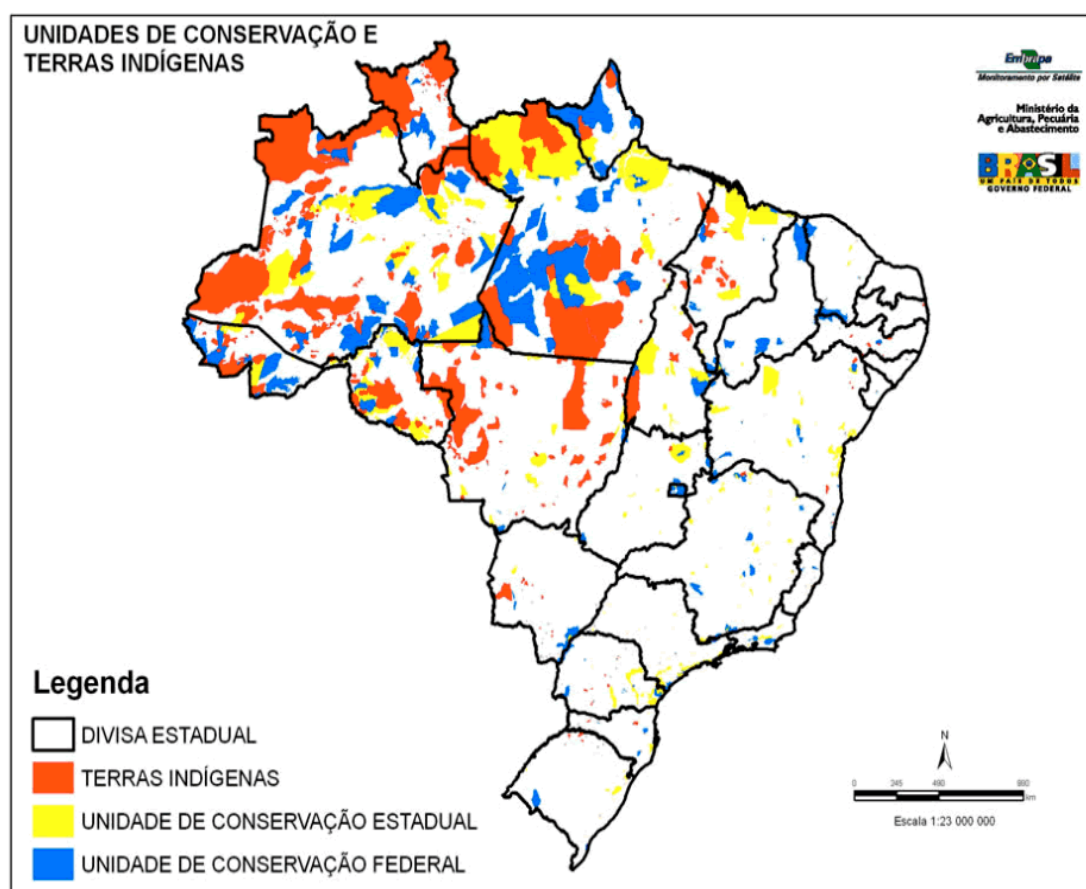 UNIDADES DE CONSERVAÇÃO E
TERRAS INDÍGENAS
Embrapa
Monitoramento por Satélite
Ministério da
Agricultura, Pecuária
e Abastecimento
BRASIL
UM PAÍS DE TODOS
GOVERNO FEDERAL
Legenda
DIVISA ESTADUAL
TERRAS INDÍGENAS
UNIDADE DE CONSERVAÇÃO ESTADUAL
UNIDADE DE CONSERVAÇÃO FEDERAL
N
0 245 490 980
km
Escala 1:23 000 000